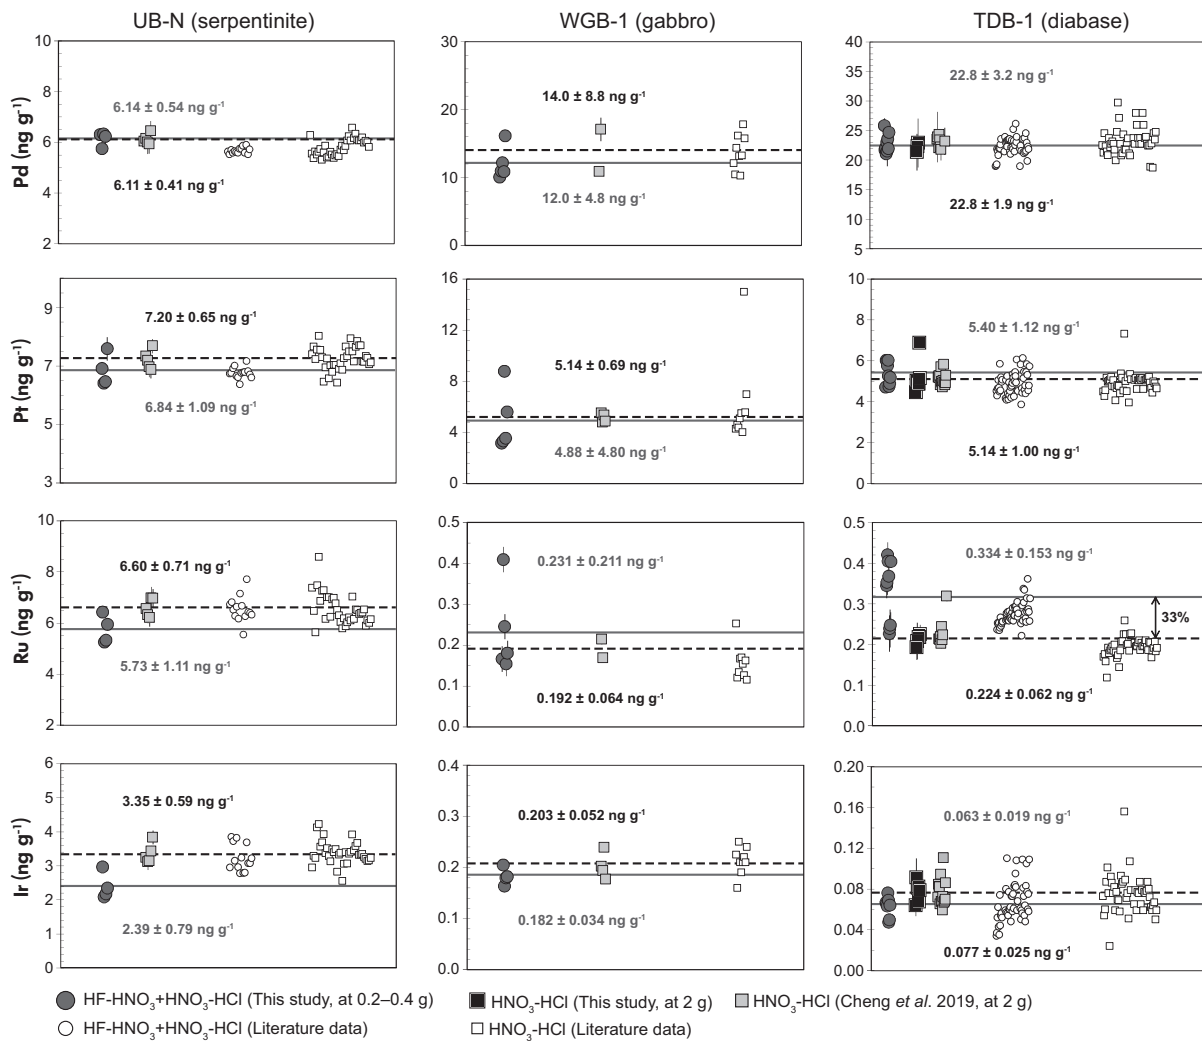 UB-N (serpentinite) WGB-1 (gabbro) TDB-1 (diabase)
Pd (ng g⁻¹)
10
8
6
4
2
6.14 ± 0.54 ng g⁻¹
6.11 ± 0.41 ng g⁻¹
30
20
10
0
14.0 ± 8.8 ng g⁻¹
12.0 ± 4.8 ng g⁻¹
40
35
30
25
20
15
10
5
22.8 ± 3.2 ng g⁻¹
22.8 ± 1.9 ng g⁻¹
Pt (ng g⁻¹)
9
7
5
3
7.20 ± 0.65 ng g⁻¹
6.84 ± 1.09 ng g⁻¹
16
12
8
4
0
5.14 ± 0.69 ng g⁻¹
4.88 ± 4.80 ng g⁻¹
10
8
6
4
2
0
5.40 ± 1.12 ng g⁻¹
5.14 ± 1.00 ng g⁻¹
Ru (ng g⁻¹)
10
8
6
4
2
6.60 ± 0.71 ng g⁻¹
5.73 ± 1.11 ng g⁻¹
0.5
0.4
0.3
0.2
0.1
0.0
0.231 ± 0.211 ng g⁻¹
0.192 ± 0.064 ng g⁻¹
0.5
0.4
0.3
0.2
0.1
0.0
0.334 ± 0.153 ng g⁻¹
33%
0.224 ± 0.062 ng g⁻¹
Ir (ng g⁻¹)
6
5
4
3
2
1
0
3.35 ± 0.59 ng g⁻¹
2.39 ± 0.79 ng g⁻¹
0.4
0.3
0.2
0.1
0.0
0.203 ± 0.052 ng g⁻¹
0.182 ± 0.034 ng g⁻¹
0.20
0.16
0.12
0.08
0.04
0.00
0.063 ± 0.019 ng g⁻¹
0.077 ± 0.025 ng g⁻¹
HF-HNO₃+HNO₃-HCl (This study, at 0.2–0.4 g) HNO₃-HCl (This study, at 2 g) HNO₃-HCl (Cheng et al. 2019, at 2 g)
HF-HNO₃+HNO₃-HCl (Literature data) HNO₃-HCl (Literature data)